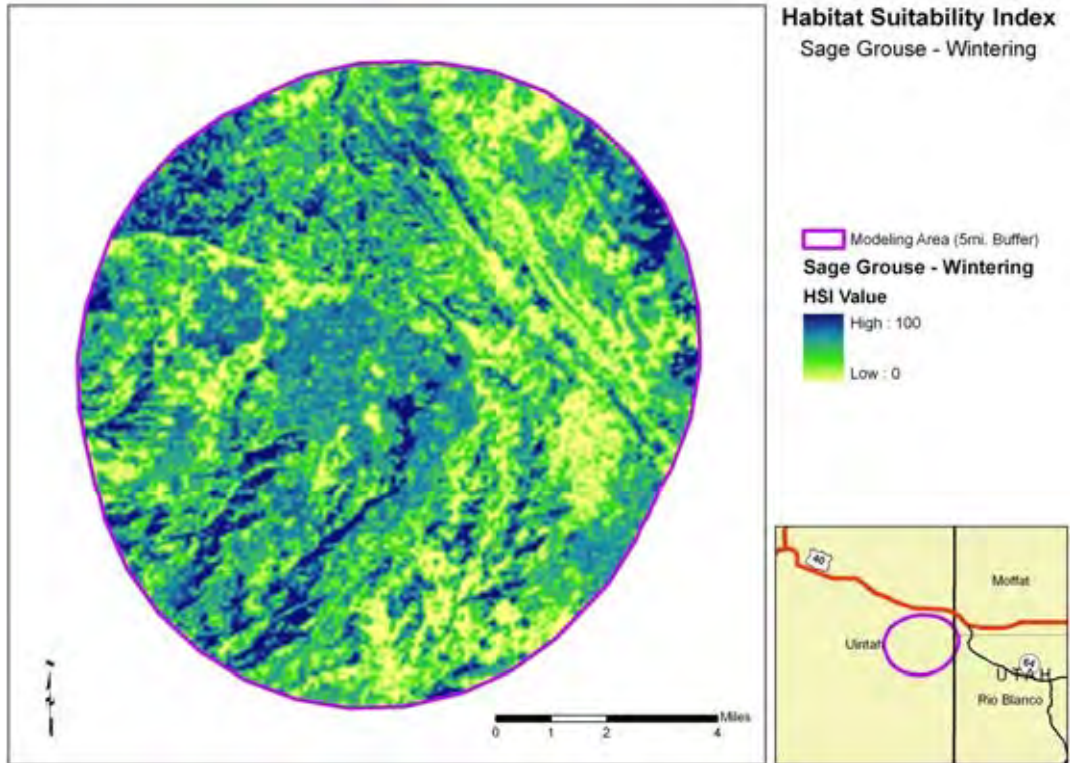 Habitat Suitability Index
Sage Grouse - Wintering
Modeling Area (5mi. Buffer)
Sage Grouse - Wintering
HSI Value
High : 100
Low : 0
Miles
0 1 2 4
40
Moffat
Uintah
64
UTAH
Rio Blanco